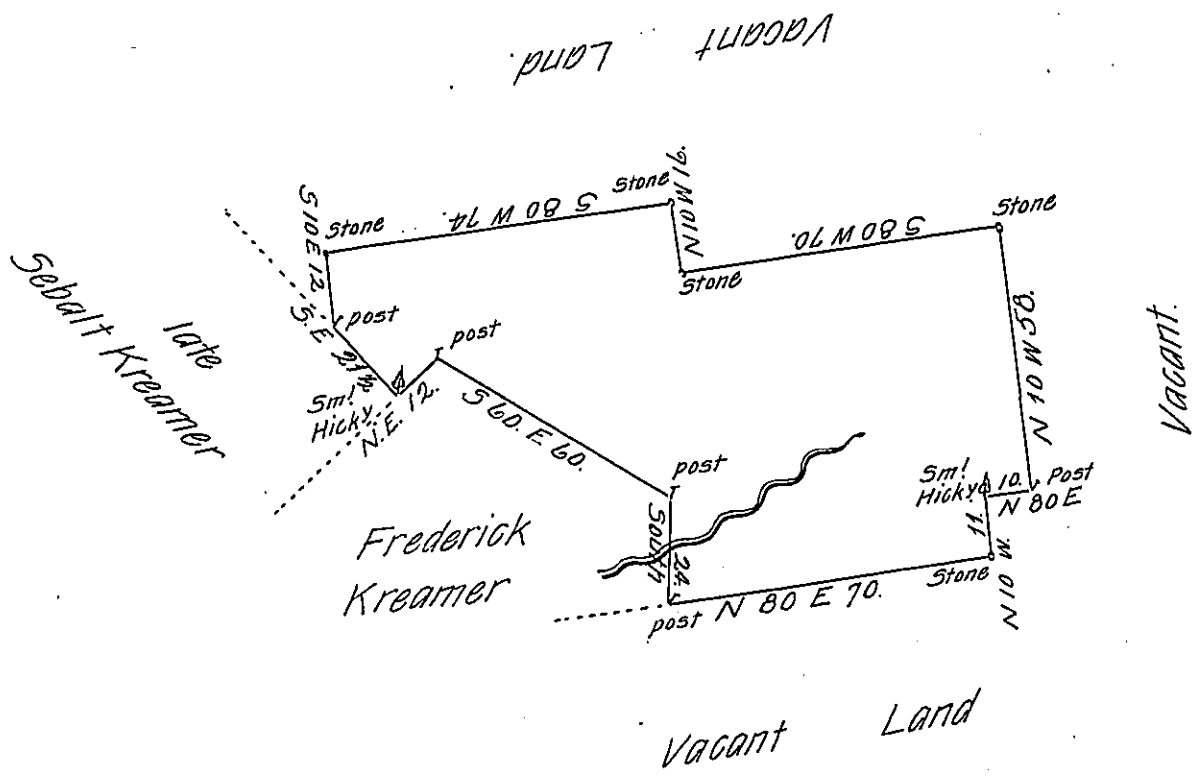 Vacant Land.
S 10 E 12.
Stone
S 80 W 74.
Stone
N 10 W 16.
Stone
S 80 W 70.
Stone
N 10 W 58.
Vacant.
late
Sebalt Kreamer
post
S. E 21½
Sm!
Hicky.
N. E. 12.
post
S 60. E 60.
post
South 24.
Frederick
Kreamer
Sm!
Hicky
10.
Post
N 80 E
11.
N 10 W
Stone
post
N 80 E 70.
Vacant Land